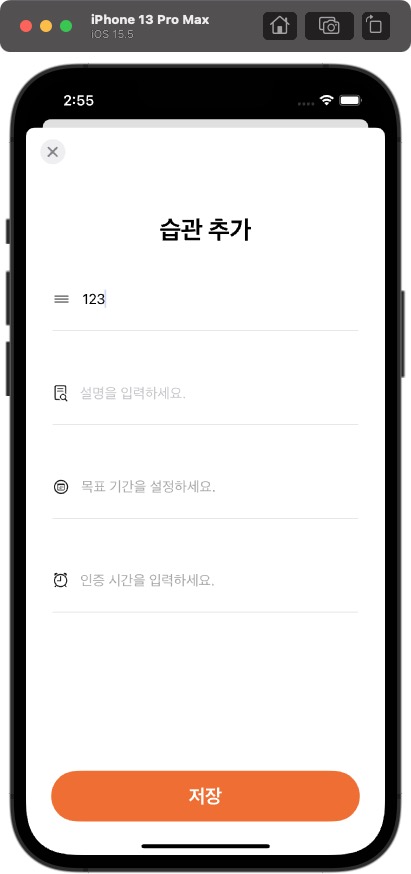 iPhone 13 Pro Max
iOS 15.5
2:55
습관 추가
123
설명을 입력하세요.
목표 기간을 설정하세요.
인증 시간을 입력하세요.
저장